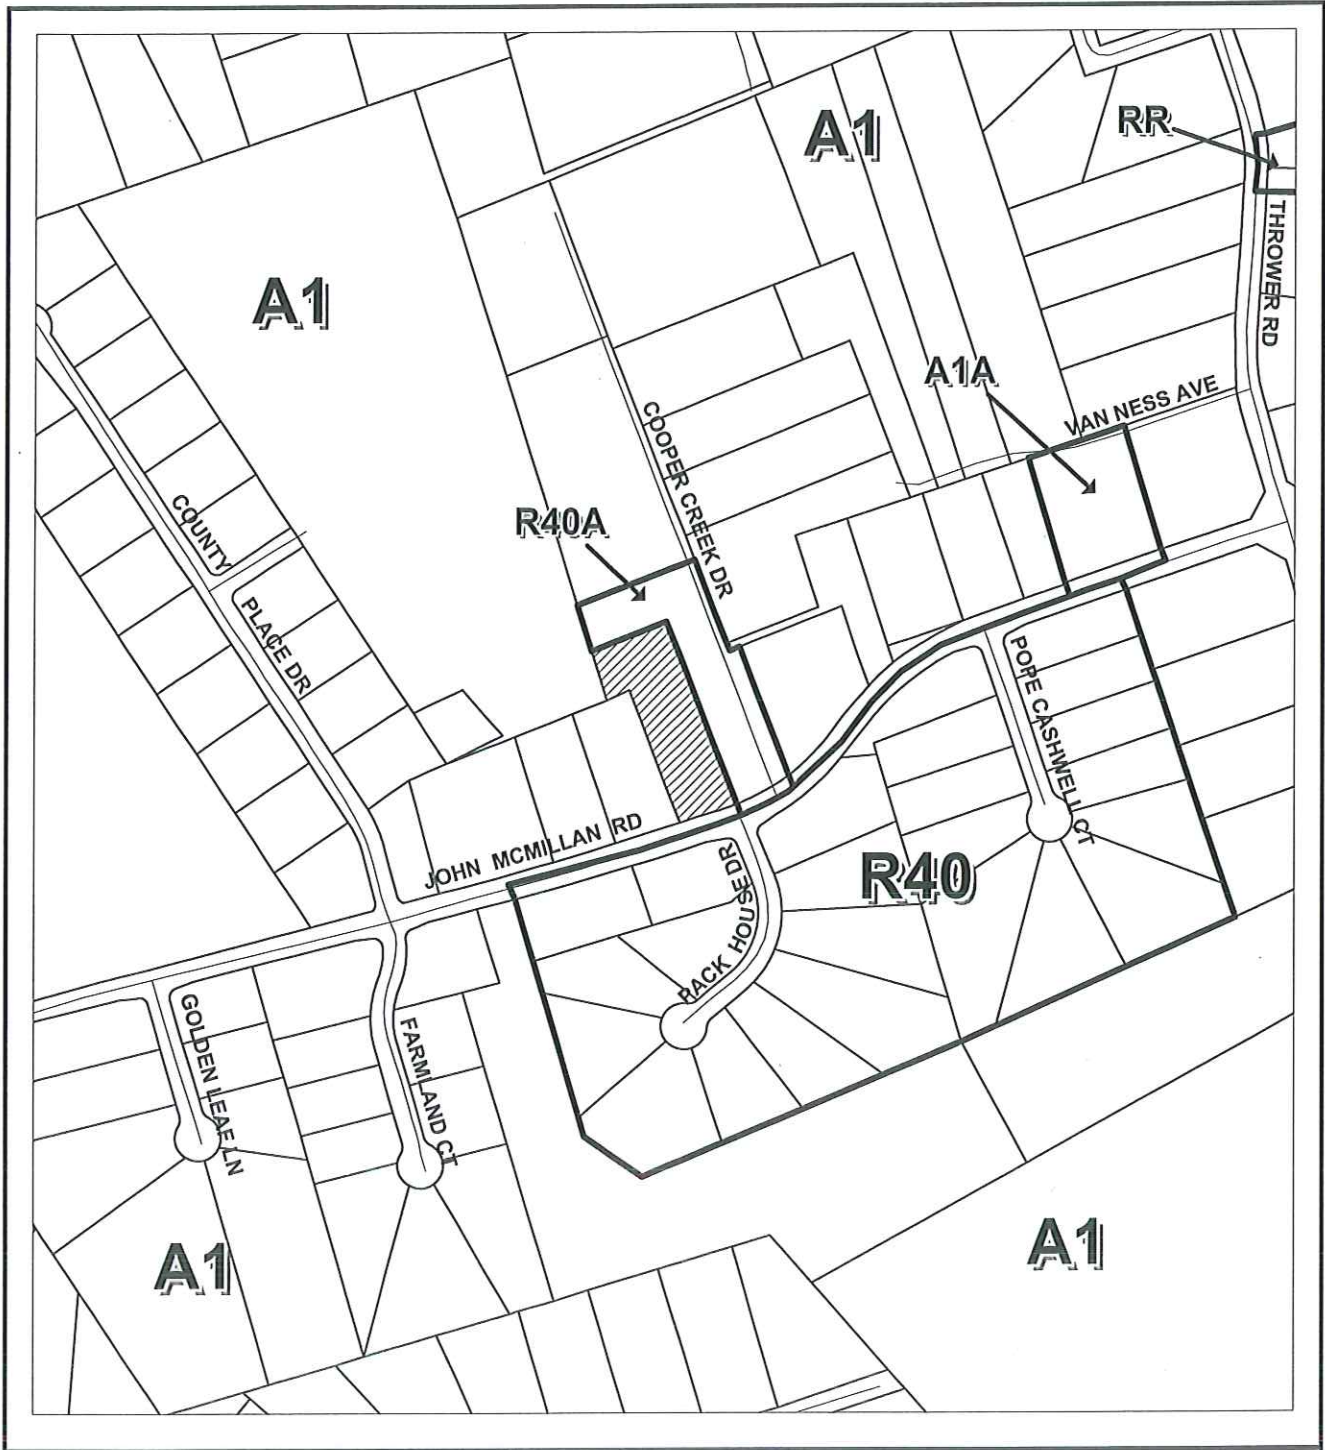 A1
RR
A1
THROWER RD
A1A
VAN NESS AVE
COOPER CREEK DR
R40A
COUNTY
PLACE DR
POPE CASHWELL CT
JOHN MCMILLAN RD
R40
PACK HOUSE DR
GOLDEN LEAF LN
FARMLAND CT
A1
A1